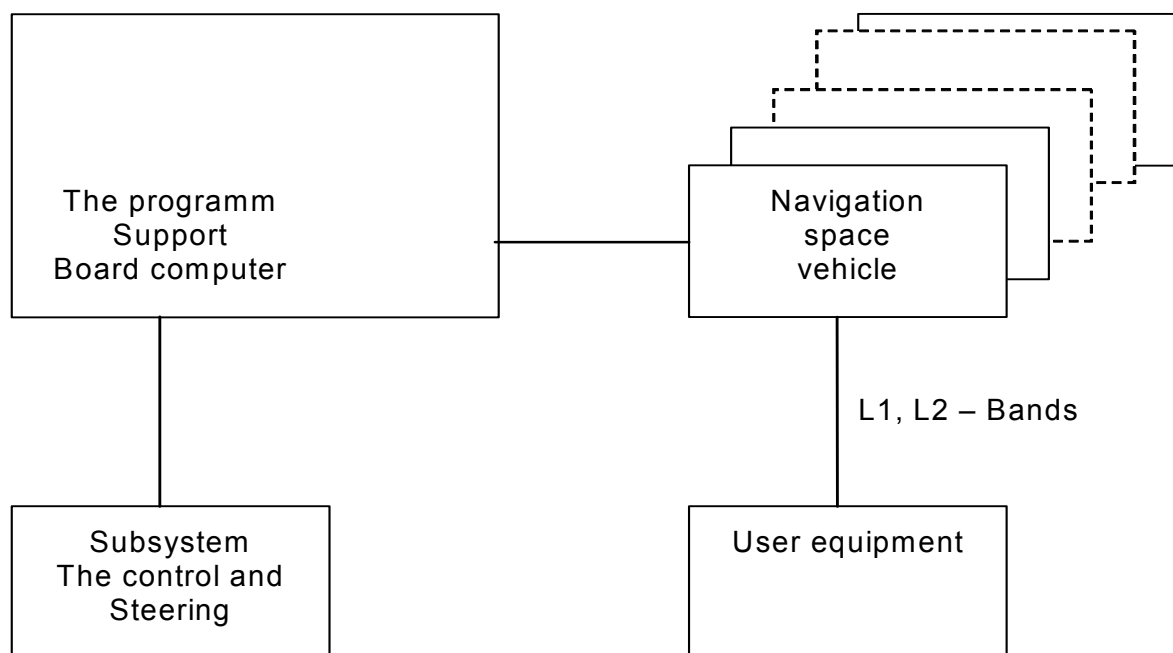 The programm
Support
Board computer
Navigation
space
vehicle
L1, L2 – Bands
Subsystem
The control and
Steering
User equipment